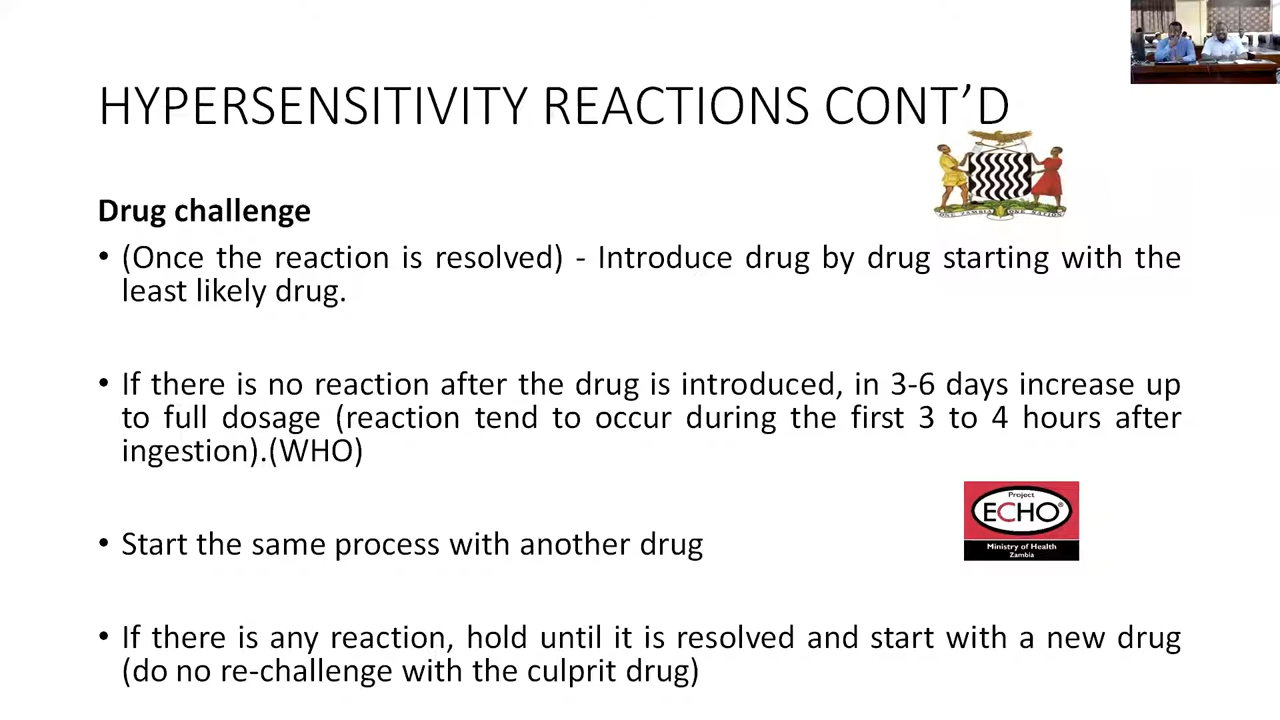 HYPERSENSITIVITY REACTIONS CONT’D
ONE ZAMBIA ONE NATION
Drug challenge
• (Once the reaction is resolved) - Introduce drug by drug starting with the
least likely drug.
• If there is no reaction after the drug is introduced, in 3-6 days increase up
to full dosage (reaction tend to occur during the first 3 to 4 hours after
ingestion).(WHO)
Project
ECHO®
Ministry of Health
Zambia
• Start the same process with another drug
• If there is any reaction, hold until it is resolved and start with a new drug
(do no re-challenge with the culprit drug)